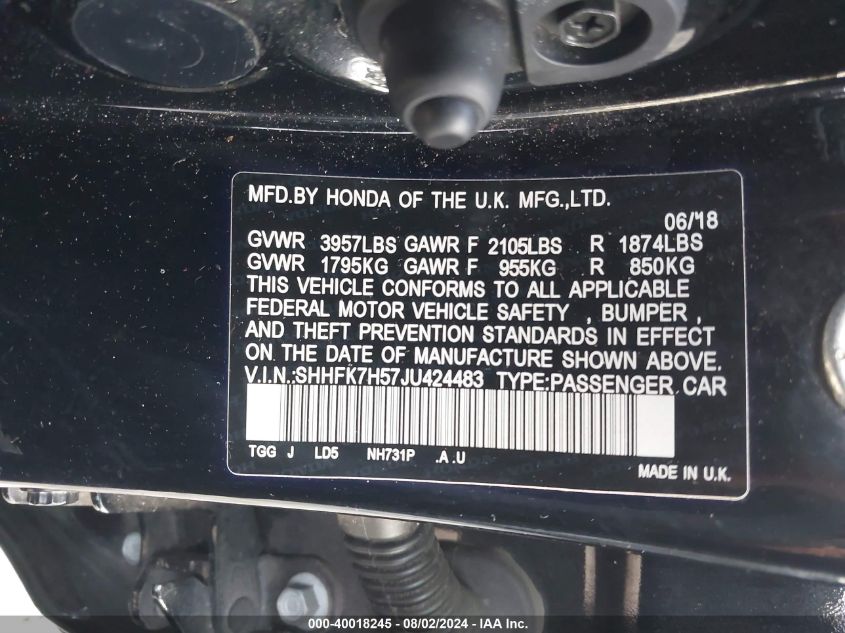 MFD.BY HONDA OF THE U.K. MFG.,LTD.
06/'18
GVWR 3957LBS GAWR F 2105LBS R 1874LBS
GVWR 1795KG GAWR F 955KG R 850KG
THIS VEHICLE CONFORMS TO ALL APPLICABLE
FEDERAL MOTOR VEHICLE SAFETY , BUMPER ,
AND THEFT PREVENTION STANDARDS IN EFFECT
ON THE DATE OF MANUFACTURE SHOWN ABOVE.
V.I.N.:SHHFK7H57JU424483 TYPE:PASSENGER CAR
TGG J LD5 NH731P .A .U
MADE IN U.K.
000-40018245 - 08/02/2024 - IAA Inc.